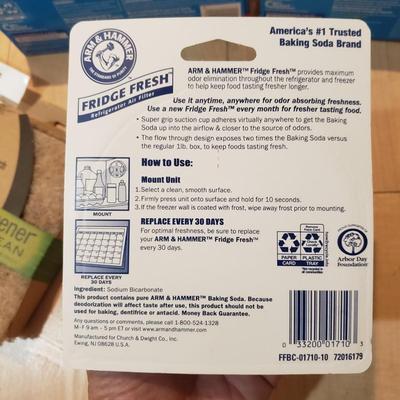 America's #1 Trusted
Baking Soda Brand
ARM & HAMMER
THE STANDARD OF PURITY
FRIDGE FRESH™
Refrigerator Air Filter
ARM & HAMMER™ Fridge Fresh™ provides maximum
odor elimination throughout the refrigerator and freezer
to help keep food tasting fresher longer.
Use it anytime, anywhere for odor absorbing freshness.
Use a new Fridge Fresh™ every month for fresher tasting food.
• Super grip suction cup adheres virtually anywhere to get the Baking
Soda up into the airflow & closer to the source of odors.
• The flow through design exposes two times the Baking Soda versus
the regular 1lb. box, to keep foods tasting fresh.
How to Use:
Mount Unit
1. Select a clean, smooth surface.
2. Firmly press unit onto surface and hold for 10 seconds.
3. If the freezer wall is coated with frost, wipe away frost prior to mounting.
MOUNT
REPLACE EVERY 30 DAYS
For optimal freshness, be sure to replace
your ARM & HAMMER™ Fridge Fresh™
every 30 days.
REPLACE EVERY
30 DAYS
PAPER
CARD
PLASTIC
TRAY
how2recycle.info
Arbor Day
Foundation
Ingredient: Sodium Bicarbonate
This product contains pure ARM & HAMMER™ Baking Soda. Because
deodorization will affect taste after use, this product should not be
used for baking, dentifrice or antacid. Money Back Guarantee.
Any questions or comments, please call 1-800-524-1328
M-F 9 am - 5 pm ET or visit www.armandhammer.com
Manufactured for Church & Dwight Co., Inc.
Ewing, NJ 08628 U.S.A.
0 33200 01710 3
FFBC-01710-10 72016179
ener
EAN